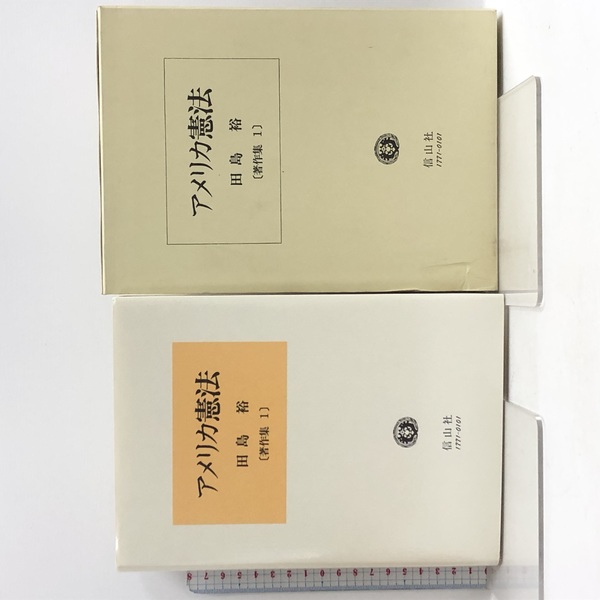 アメリカ憲法
田島 裕
〔著作集 1〕
信山社
1771-0101
アメリカ憲法
田島 裕
〔著作集 1〕
信山社
1771-0101